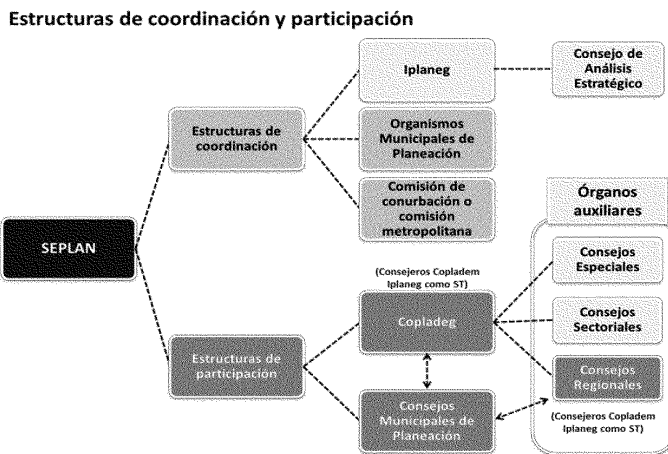 Estructuras de coordinación y participación
Iplaneg
Consejo de
Análisis
Estratégico
Estructuras de
coordinación
Organismos
Municipales de
Planeación
Comisión de
conurbación o
comisión
metropolitana
Órganos
auxiliares
SEPLAN
(Consejeros Copladem
Iplaneg como ST)
Consejos
Especiales
Copladeg
Consejos
Sectoriales
Estructuras de
participación
Consejos
Regionales
Consejos
Municipales de
Planeación
(Consejeros Copladem
Iplaneg como ST)